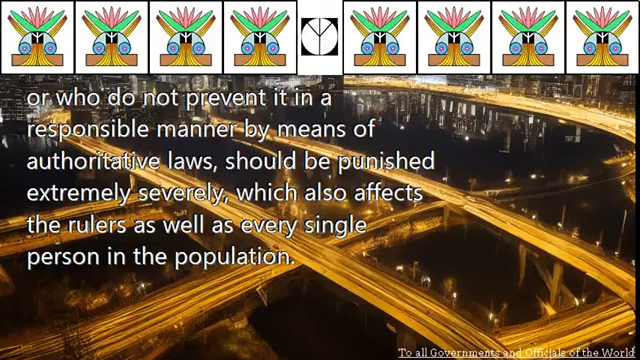 or who do not prevent it in a
responsible manner by means of
authoritative laws, should be punished
extremely severely, which also affects
the rulers as well as every single
person in the population.
To all Governments and Officials of the World